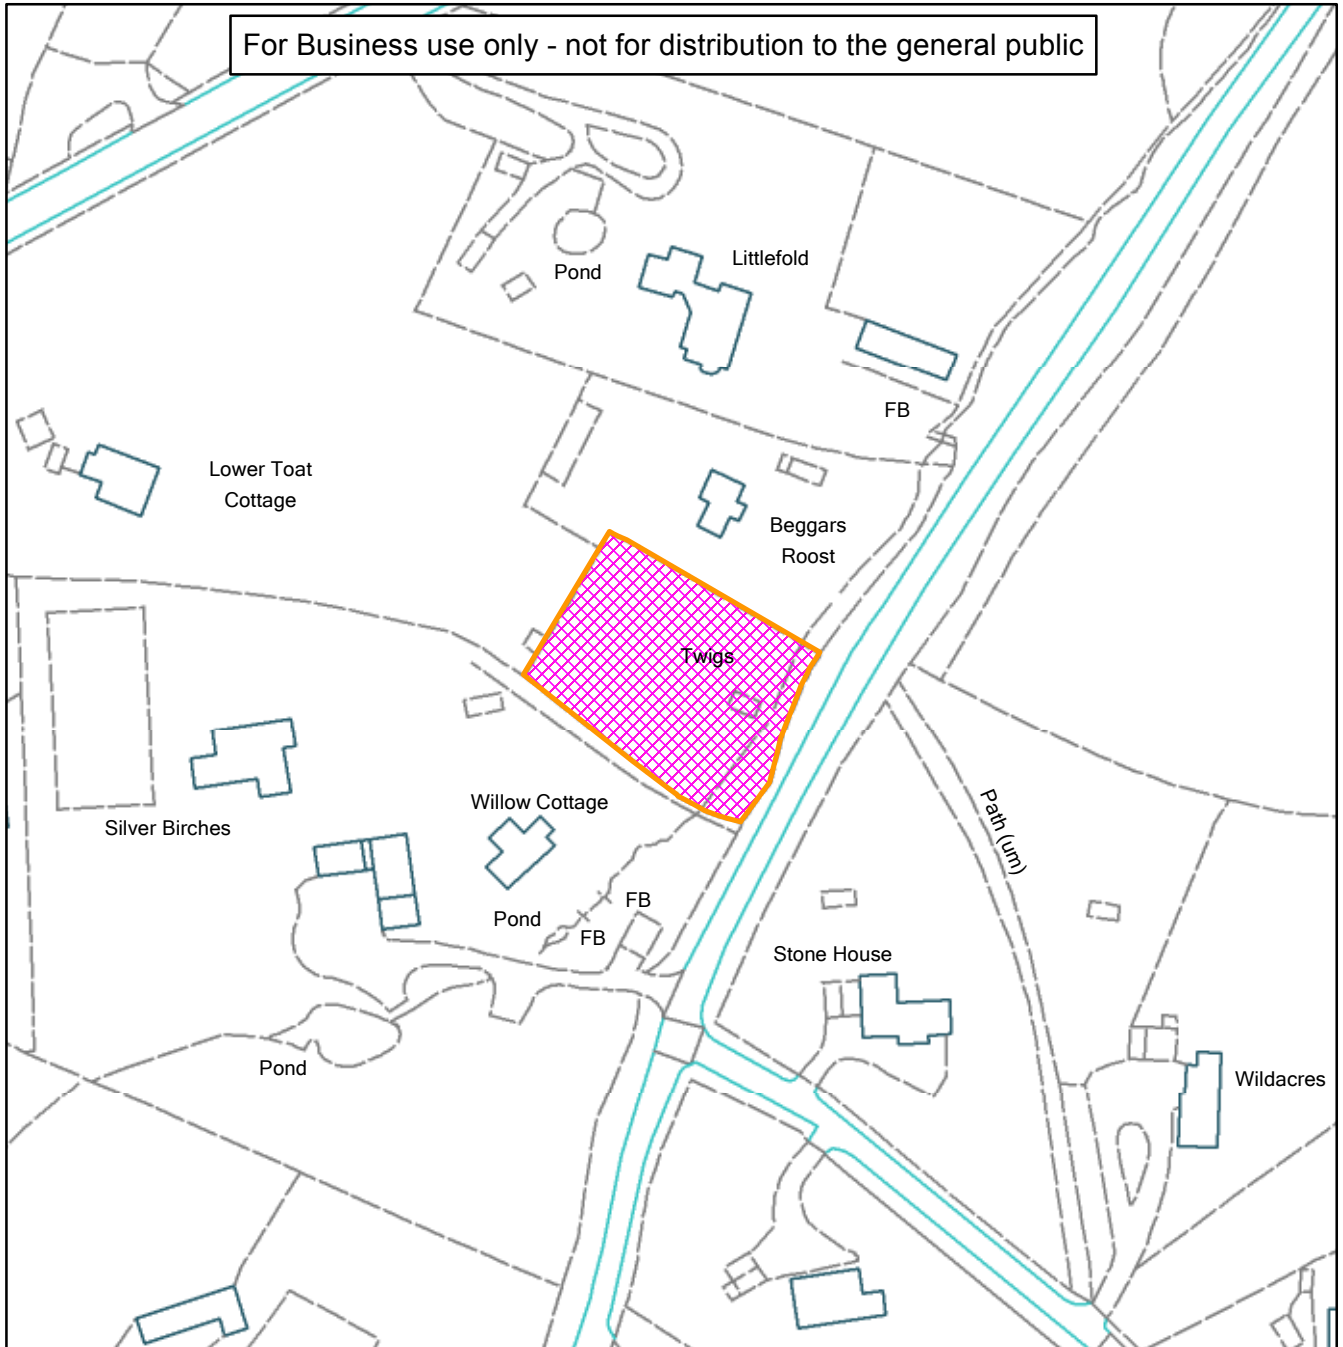 For Business use only - not for distribution to the general public
Littlefold
Pond
FB
Lower Toat
Cottage
Beggars
Roost
Twigs
Willow Cottage
Silver Birches
Path (um)
FB
Pond
FB
Stone House
Pond
Wildacres